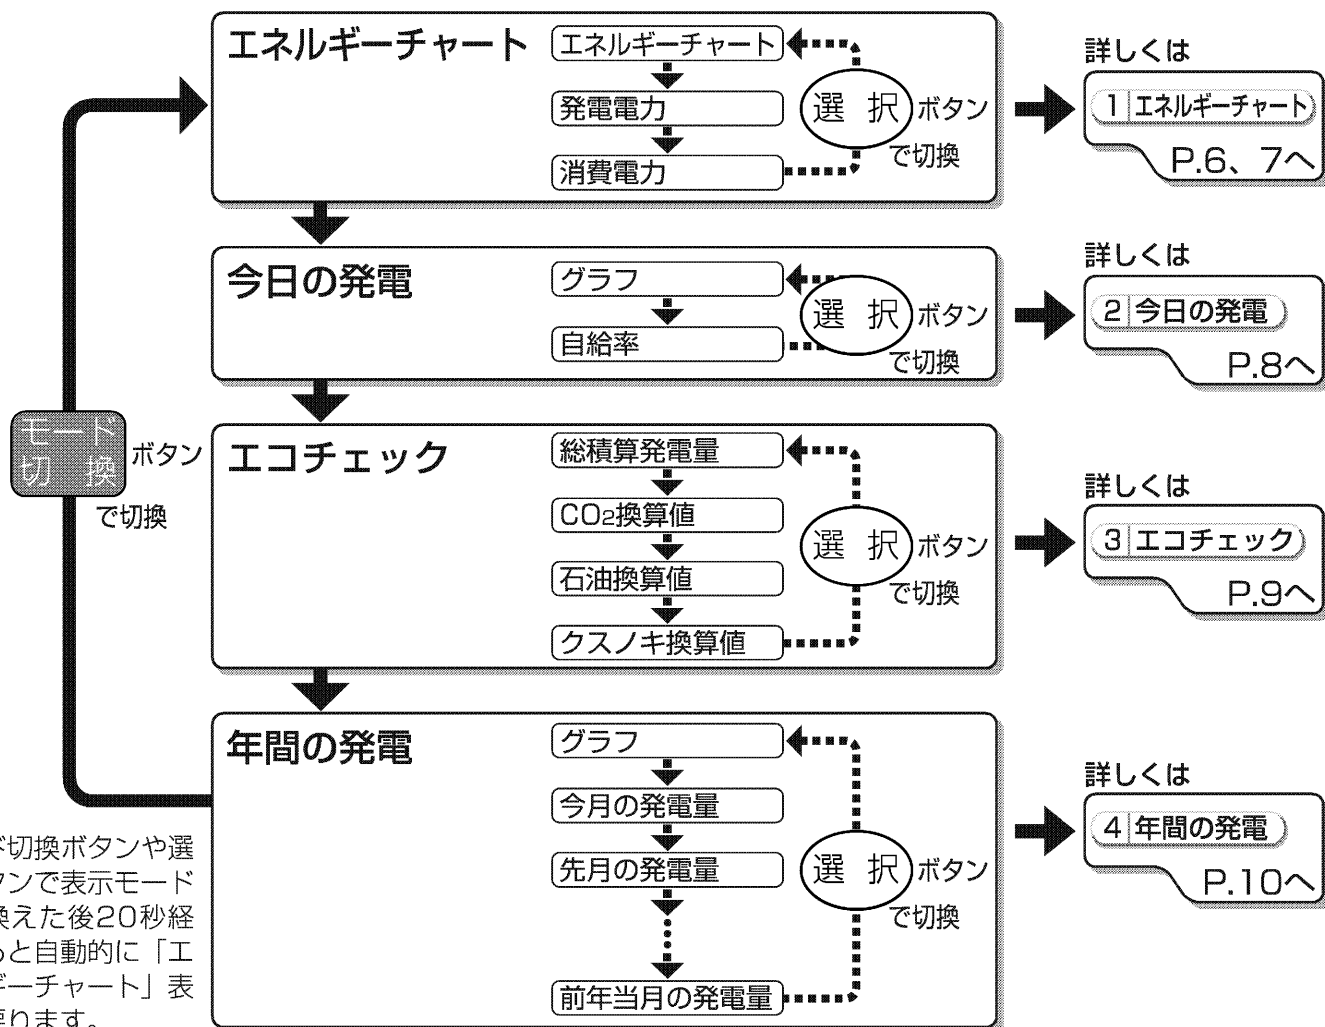 エネルギーチャート
エネルギーチャート
発電電力
消費電力
選 択 ボタン
で切換
詳しくは
1 エネルギーチャート
P.6、7へ
今日の発電
グラフ
自給率
選 択 ボタン
で切換
詳しくは
2 今日の発電
P.8へ
モード
切 換
ボタン
で切換
エコチェック
総積算発電量
CO2換算値
石油換算値
クスノキ換算値
選 択 ボタン
で切換
詳しくは
3 エコチェック
P.9へ
年間の発電
グラフ
今月の発電量
先月の発電量
前年当月の発電量
選 択 ボタン
で切換
詳しくは
4 年間の発電
P.10へ
切換ボタンや選
タンで表示モード
換えた後20秒経
ると自動的に「エ
ギーチャート」表
戻ります。